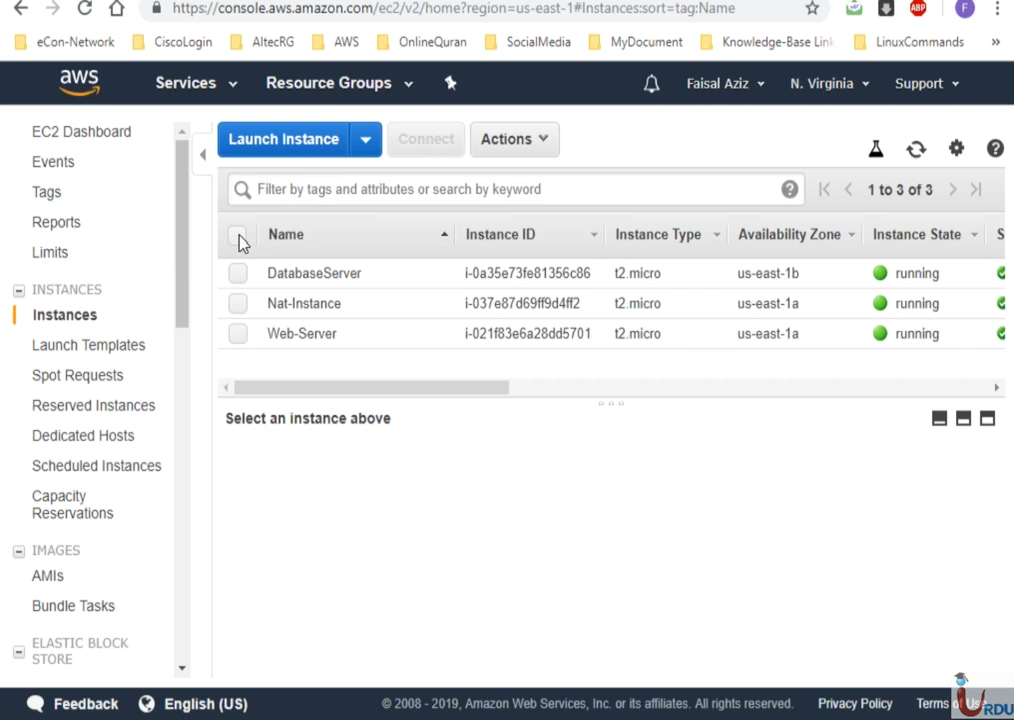 https://console.aws.amazon.com/ec2/v2/home?region=us-east-1#Instances:sort=tag:Name
ABP
F
eCon-Network CiscoLogin AltecRG AWS OnlineQuran SocialMedia MyDocument Knowledge-Base Link LinuxCommands »
aws Services Resource Groups Faisal Aziz N. Virginia Support
EC2 Dashboard
Events
Tags
Reports
Limits
INSTANCES
Instances
Launch Templates
Spot Requests
Reserved Instances
Dedicated Hosts
Scheduled Instances
Capacity
Reservations
IMAGES
AMIs
Bundle Tasks
ELASTIC BLOCK
STORE
Launch Instance Connect Actions
Filter by tags and attributes or search by keyword 1 to 3 of 3
Name Instance ID Instance Type Availability Zone Instance State S
DatabaseServer i-0a35e73fe81356c86 t2.micro us-east-1b running
Nat-Instance i-037e87d69ff9d4ff2 t2.micro us-east-1a running
Web-Server i-021f83e6a28dd5701 t2.micro us-east-1a running
Select an instance above
Feedback English (US) © 2008 - 2019, Amazon Web Services, Inc. or its affiliates. All rights reserved. Privacy Policy Terms of Use
URDU